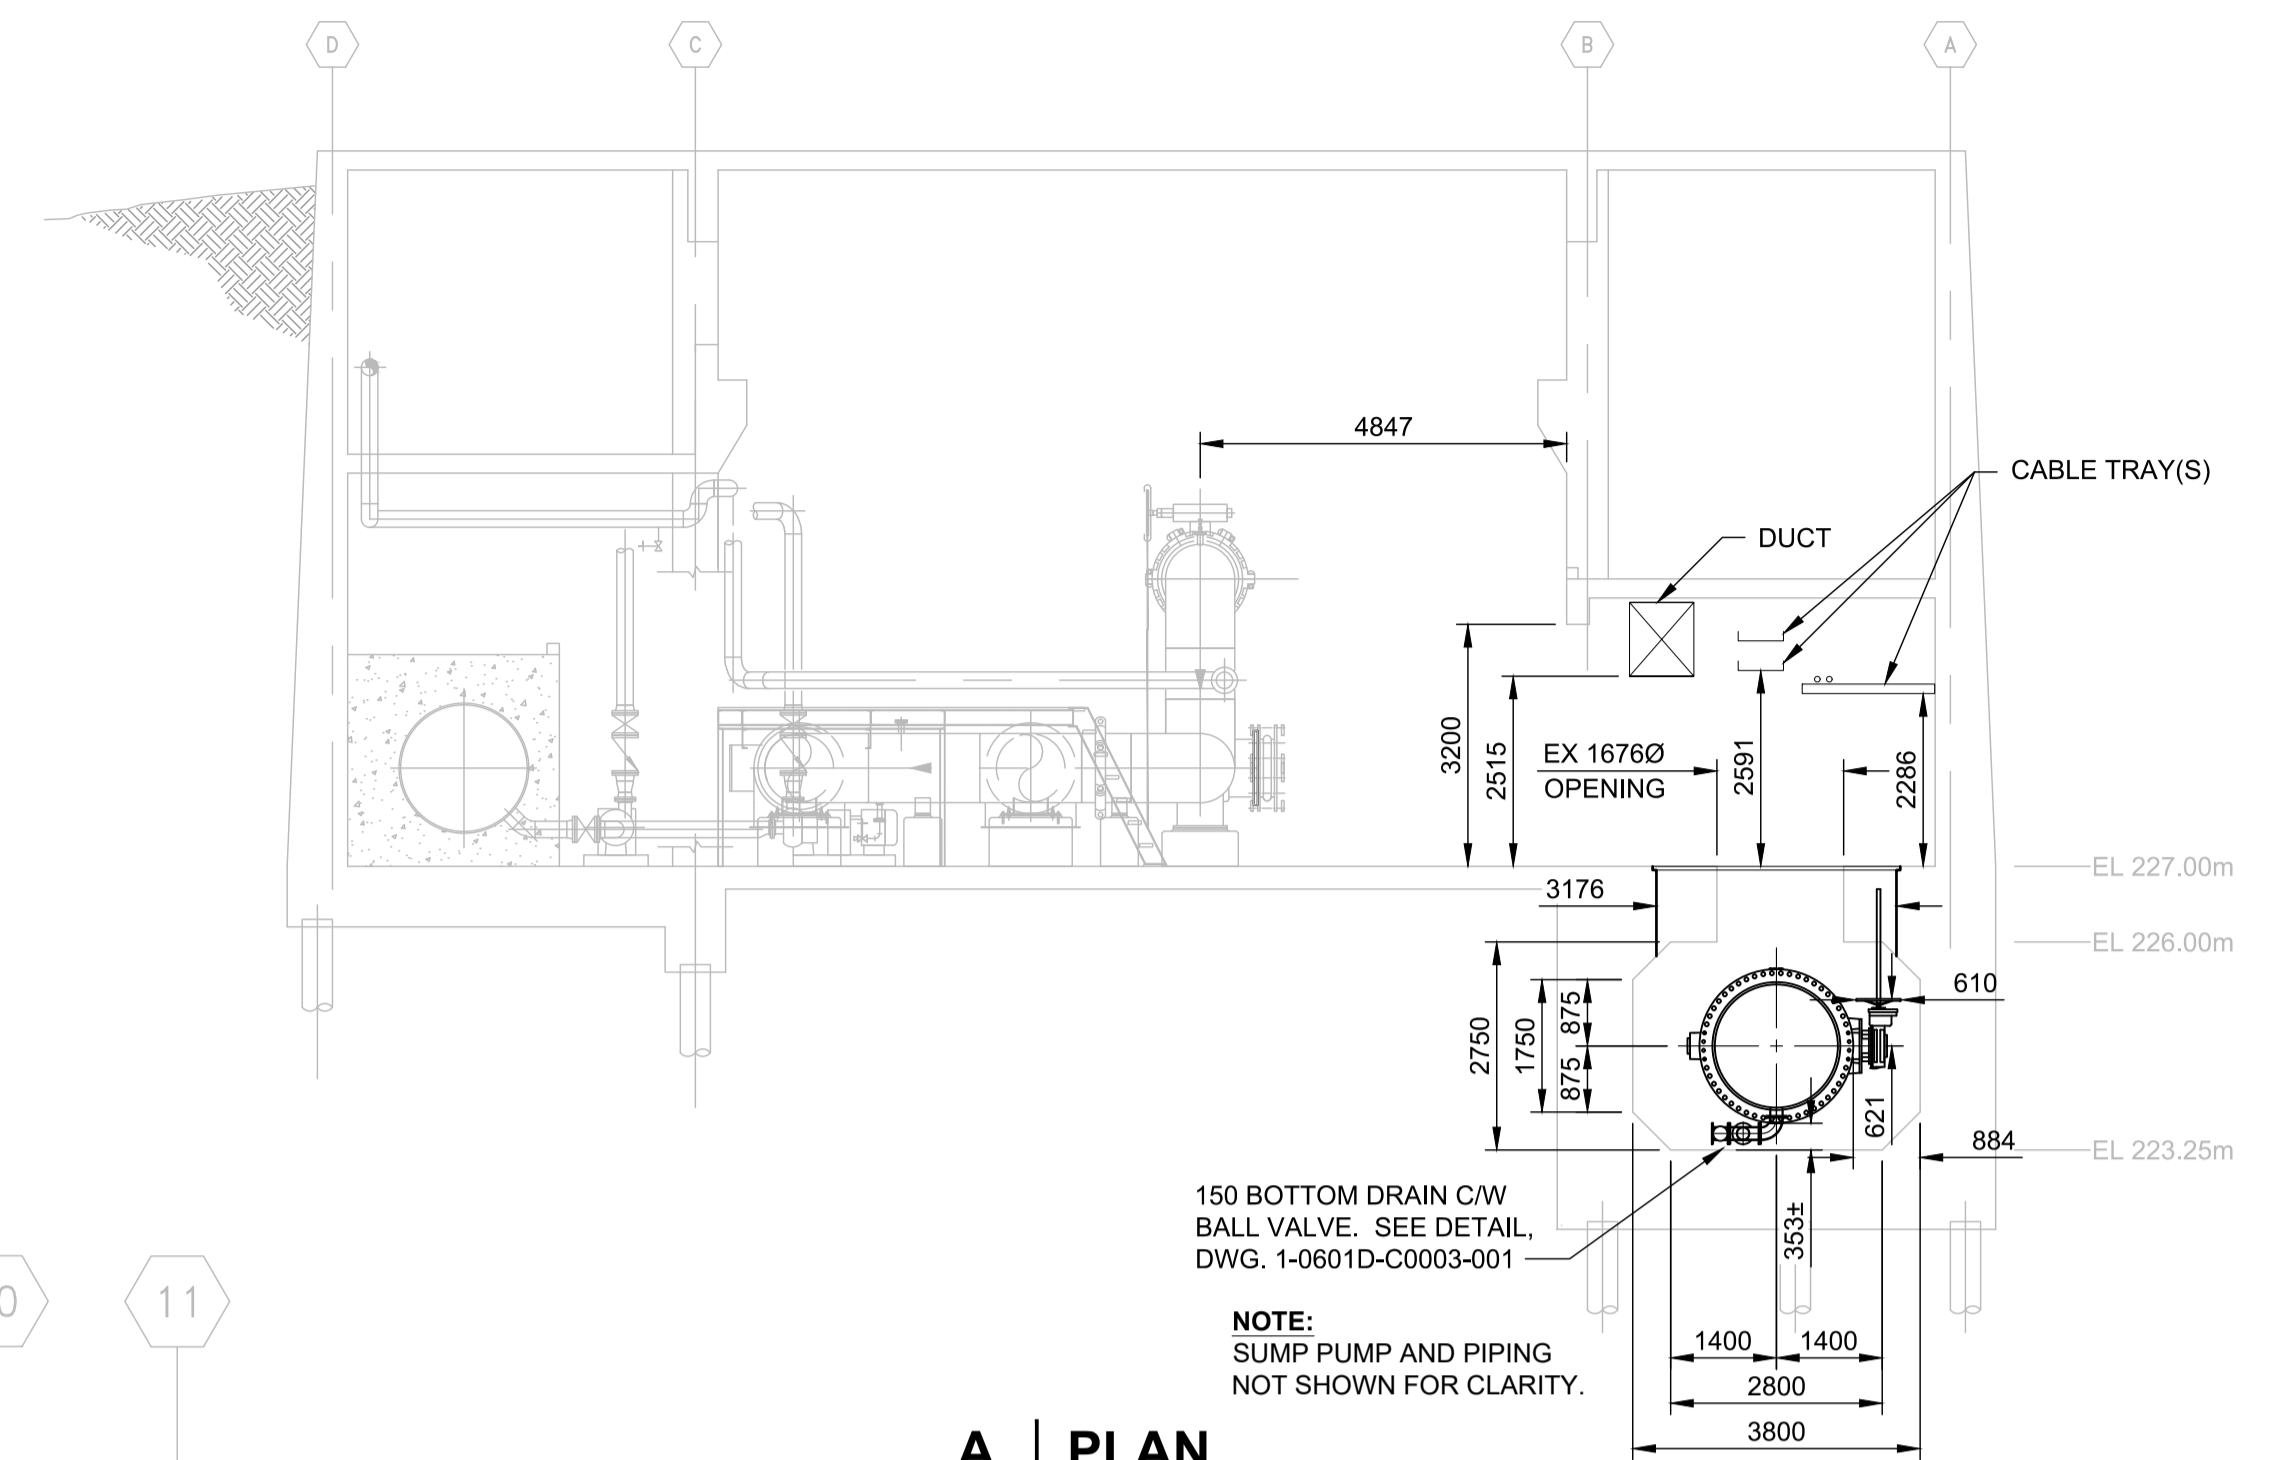 D
C
B
A
4847
CABLE TRAY(S)
DUCT
3200
2515
EX 1676Ø
OPENING
2591
2286
EL 227.00m
3176
EL 226.00m
610
2750
1750
875
875
621
884
EL 223.25m
150 BOTTOM DRAIN C/W
BALL VALVE. SEE DETAIL,
DWG. 1-0601D-C0003-001
353±
0
11
NOTE:
SUMP PUMP AND PIPING
NOT SHOWN FOR CLARITY.
1400
1400
2800
3800
A
PLAN